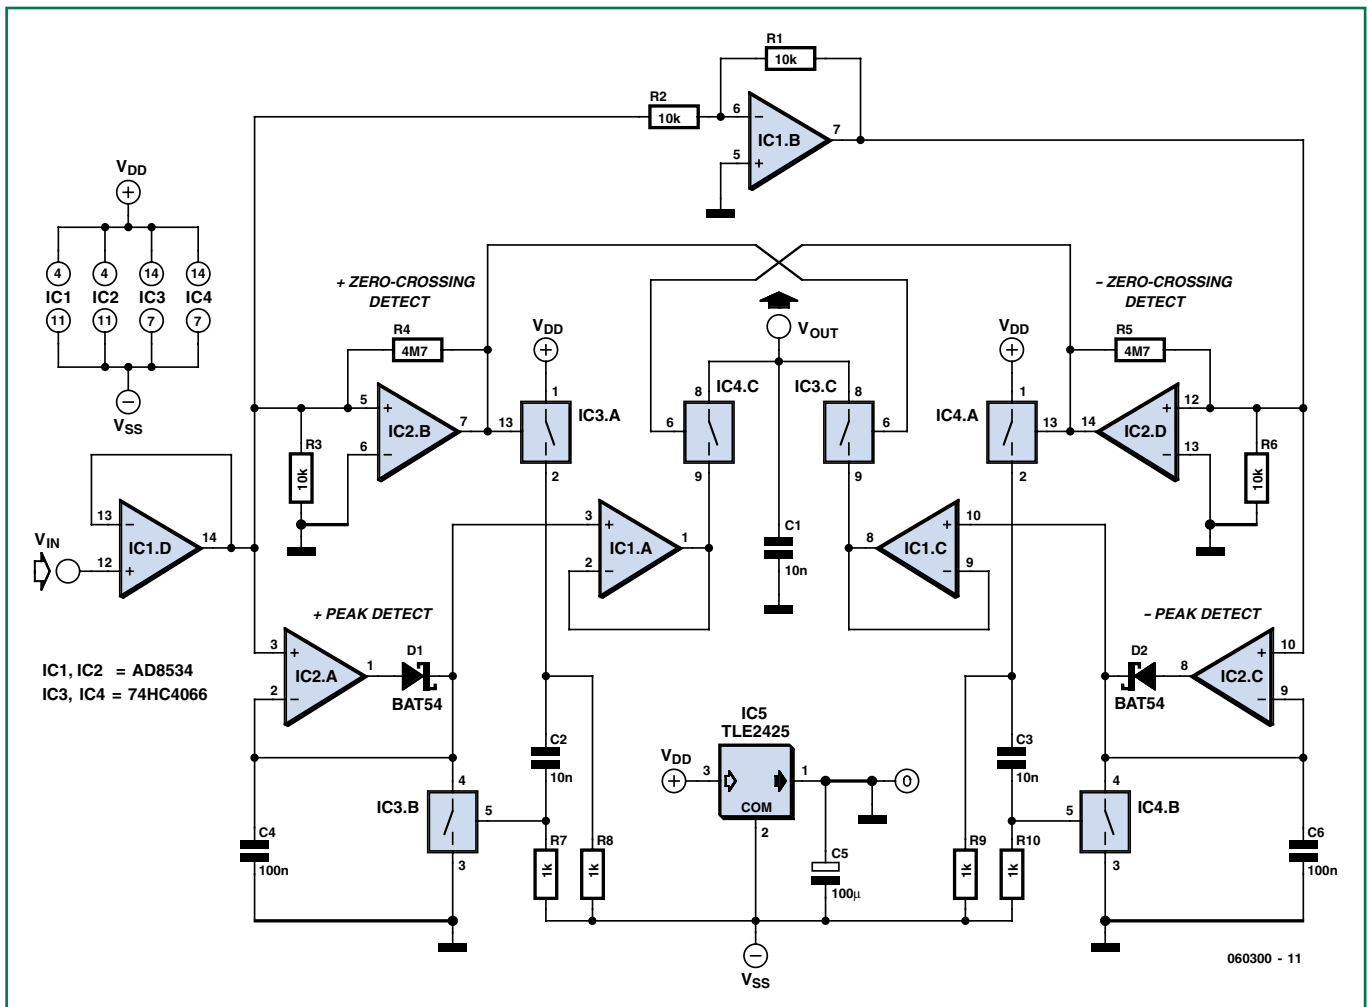 R1
10k
R2
10k
6
−
IC1.B
7
5
+
VDD
+
4
4
14
14
IC1
IC2
IC3
IC4
11
11
7
7
−
VSS
+ ZERO-CROSSING
DETECT
− ZERO-CROSSING
DETECT
R4
4M7
VDD
+
VOUT
VDD
+
R5
4M7
5
+
IC2.B
7
6
−
13
1
IC3.A
2
IC4.C
8
6
9
IC3.C
8
6
9
IC4.A
1
13
2
14
IC2.D
12
+
13
−
R3
10k
R6
10k
VIN
13
−
IC1.D
14
12
+
3
+
IC1.A
1
2
−
C1
10n
8
IC1.C
10
+
9
−
+ PEAK DETECT
− PEAK DETECT
3
+
IC2.A
1
2
−
D1
BAT54
D2
BAT54
8
IC2.C
10
+
9
−
IC1, IC2 = AD8534
IC3, IC4 = 74HC4066
IC5
TLE2425
VDD
+
3
1
COM
2
0
C2
10n
C3
10n
IC3.B
4
5
3
IC4.B
4
5
3
C4
100n
R7
1k
R8
1k
C5
100µ
R9
1k
R10
1k
C6
100n
−
VSS
060300 - 11